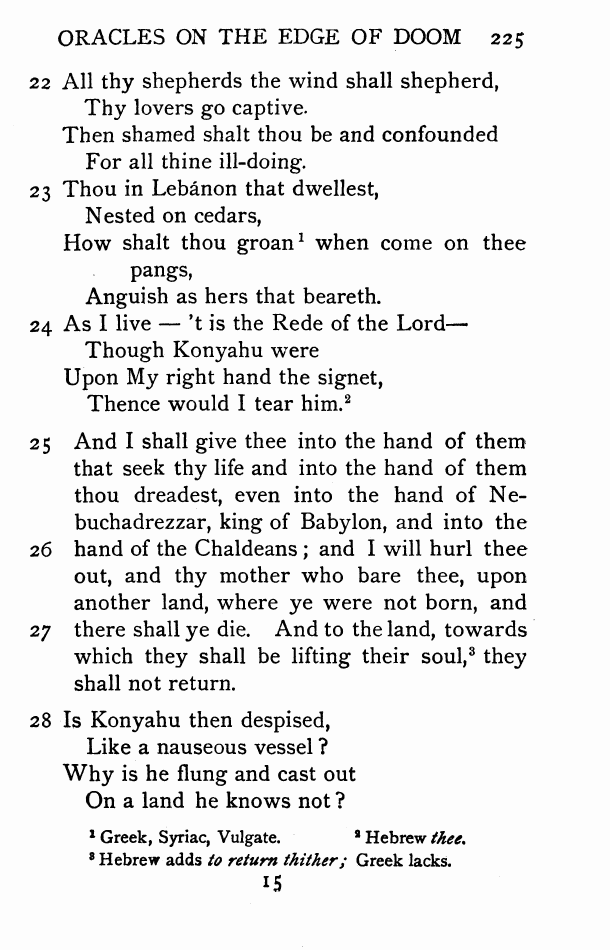 ORACLES ON THE EDGE OF DOOM 225
22 All thy shepherds the wind shall shepherd,
Thy lovers go captive.
Then shamed shalt thou be and confounded
For all thine ill-doing.
23 Thou in Lebánon that dwellest,
Nested on cedars,
How shalt thou groan¹ when come on thee
pangs,
Anguish as hers that beareth.
24 As I live — 't is the Rede of the Lord—
Though Konyahu were
Upon My right hand the signet,
Thence would I tear him.²
25 And I shall give thee into the hand of them
that seek thy life and into the hand of them
thou dreadest, even into the hand of Ne-
buchadrezzar, king of Babylon, and into the
26 hand of the Chaldeans; and I will hurl thee
out, and thy mother who bare thee, upon
another land, where ye were not born, and
27 there shall ye die. And to the land, towards
which they shall be lifting their soul,³ they
shall not return.
28 Is Konyahu then despised,
Like a nauseous vessel?
Why is he flung and cast out
On a land he knows not?
¹ Greek, Syriac, Vulgate. ² Hebrew thee.
³ Hebrew adds to return thither; Greek lacks.
15